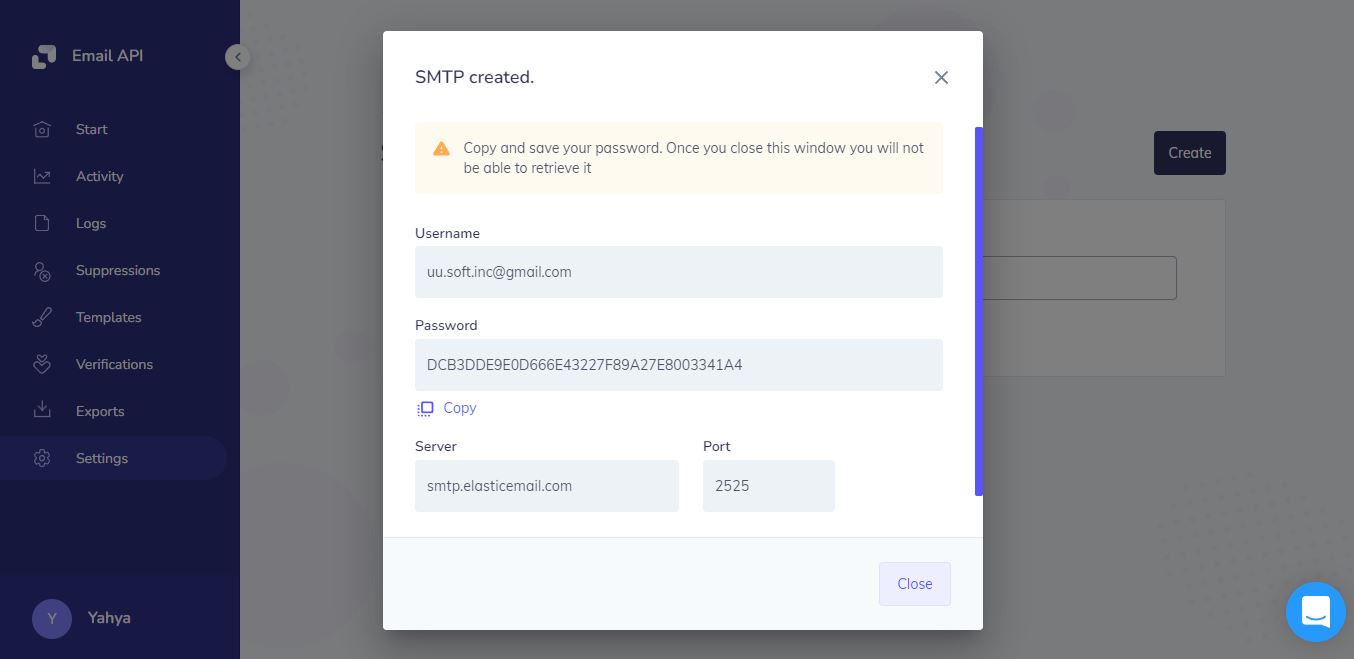 Email API
Start
Activity
Logs
Suppressions
Templates
Verifications
Exports
Settings
Y
Yahya
SMTP created.
Copy and save your password. Once you close this window you will not
be able to retrieve it
Username
uu.soft.inc@gmail.com
Password
DCB3DDE9E0D666E43227F89A27E8003341A4
Copy
Server
Port
smtp.elasticemail.com
2525
Close
Create